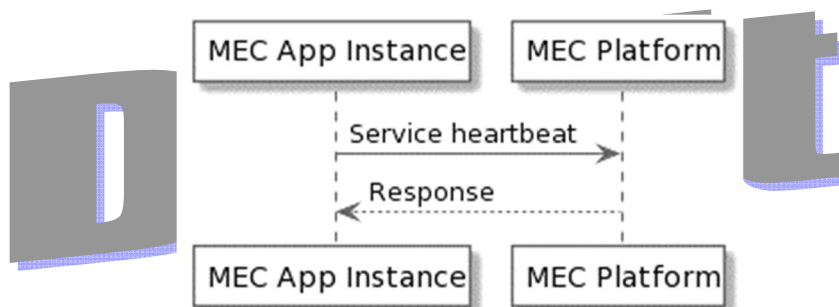 MEC App Instance MEC Platform
Service heartbeat
Response
MEC App Instance MEC Platform